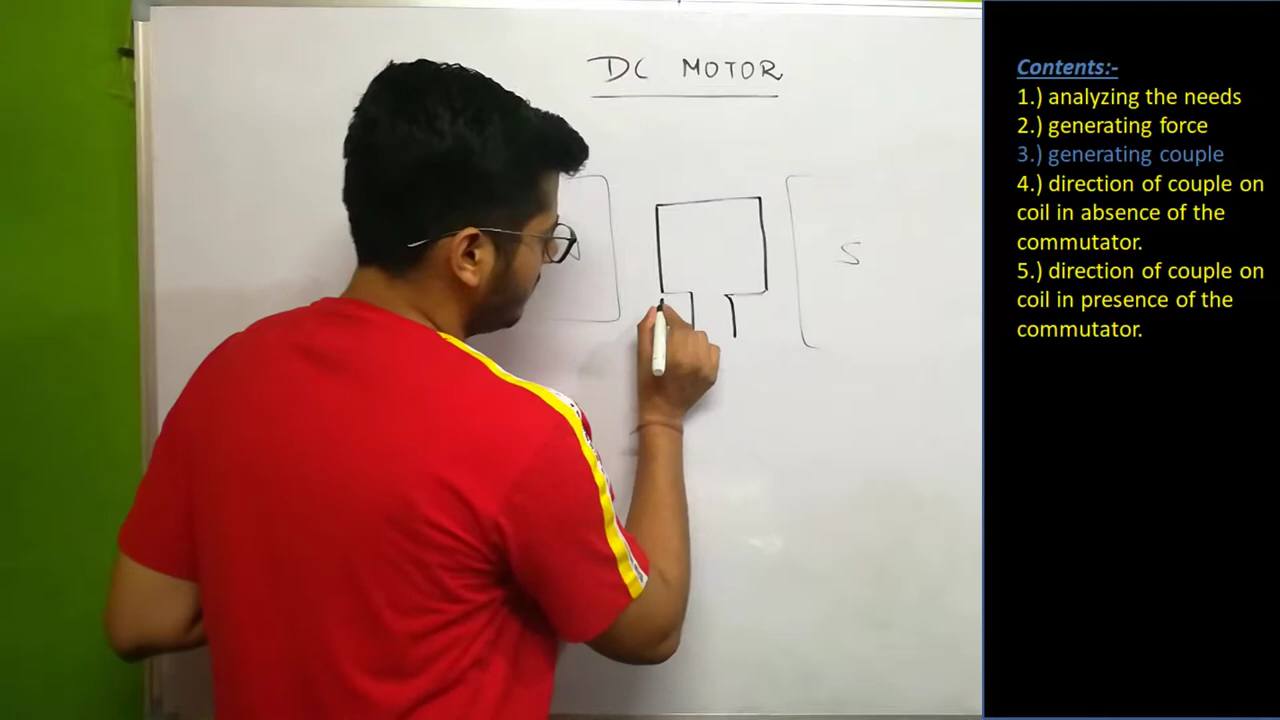 DC MOTOR
S
Contents:-
1.) analyzing the needs
2.) generating force
3.) generating couple
4.) direction of couple on
coil in absence of the
commutator.
5.) direction of couple on
coil in presence of the
commutator.